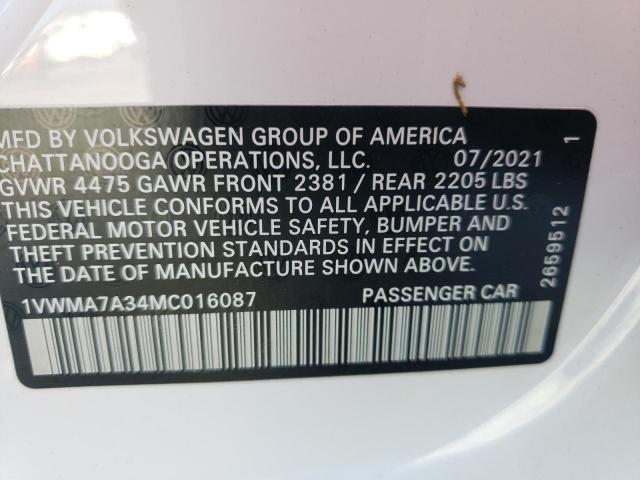 MFD BY VOLKSWAGEN GROUP OF AMERICA
CHATTANOOGA OPERATIONS, LLC. 07/2021
GVWR 4475 GAWR FRONT 2381 / REAR 2205 LBS
THIS VEHICLE CONFORMS TO ALL APPLICABLE U.S.
FEDERAL MOTOR VEHICLE SAFETY, BUMPER AND
THEFT PREVENTION STANDARDS IN EFFECT ON
THE DATE OF MANUFACTURE SHOWN ABOVE.
1VWMA7A34MC016087 PASSENGER CAR
2659512 1